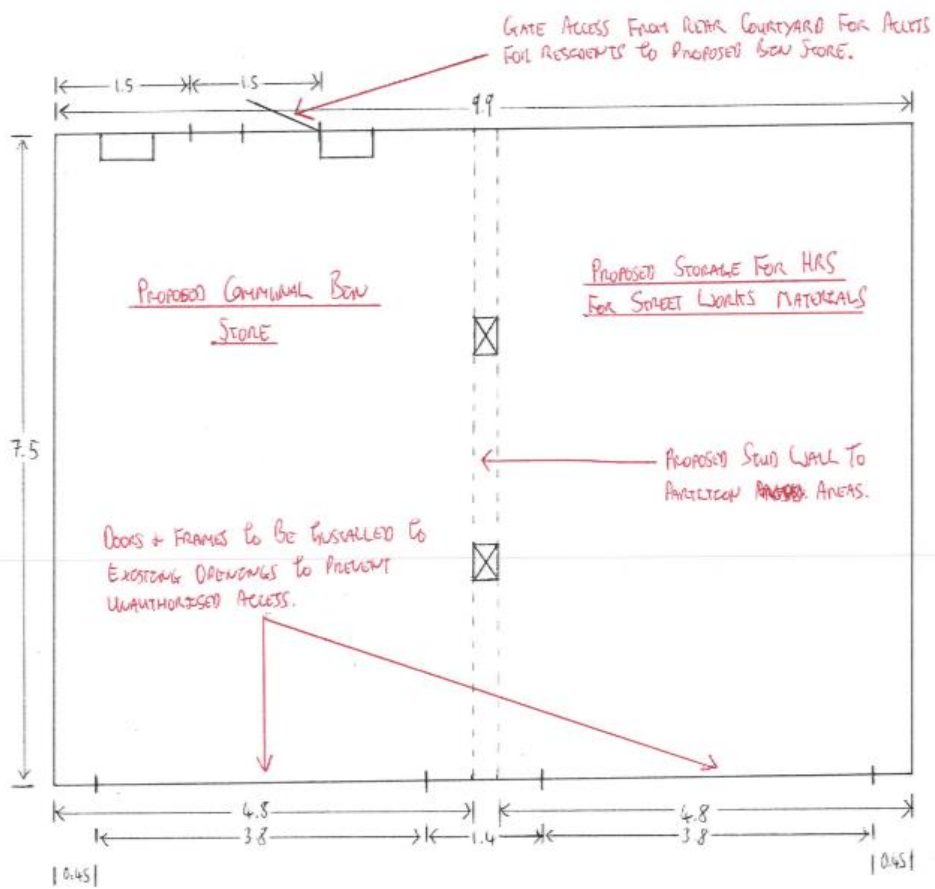 GATE ACCESS FROM REAR COURTYARD FOR ACCESS
FOR RESIDENTS TO PROPOSED BIN STORE.
1.5 1.5
9.9
PROPOSED COMMUNAL BIN
STORE
PROPOSED STORAGE FOR HRS
FOR STREET WORKS MATERIALS
7.5
PROPOSED STUD WALL TO
PARTITION AREAS.
DOORS + FRAMES TO BE INSTALLED TO
EXISTING OPENINGS TO PREVENT
UNAUTHORISED ACCESS.
4.8 4.8
3.8 1.4 3.8
0.45 0.45